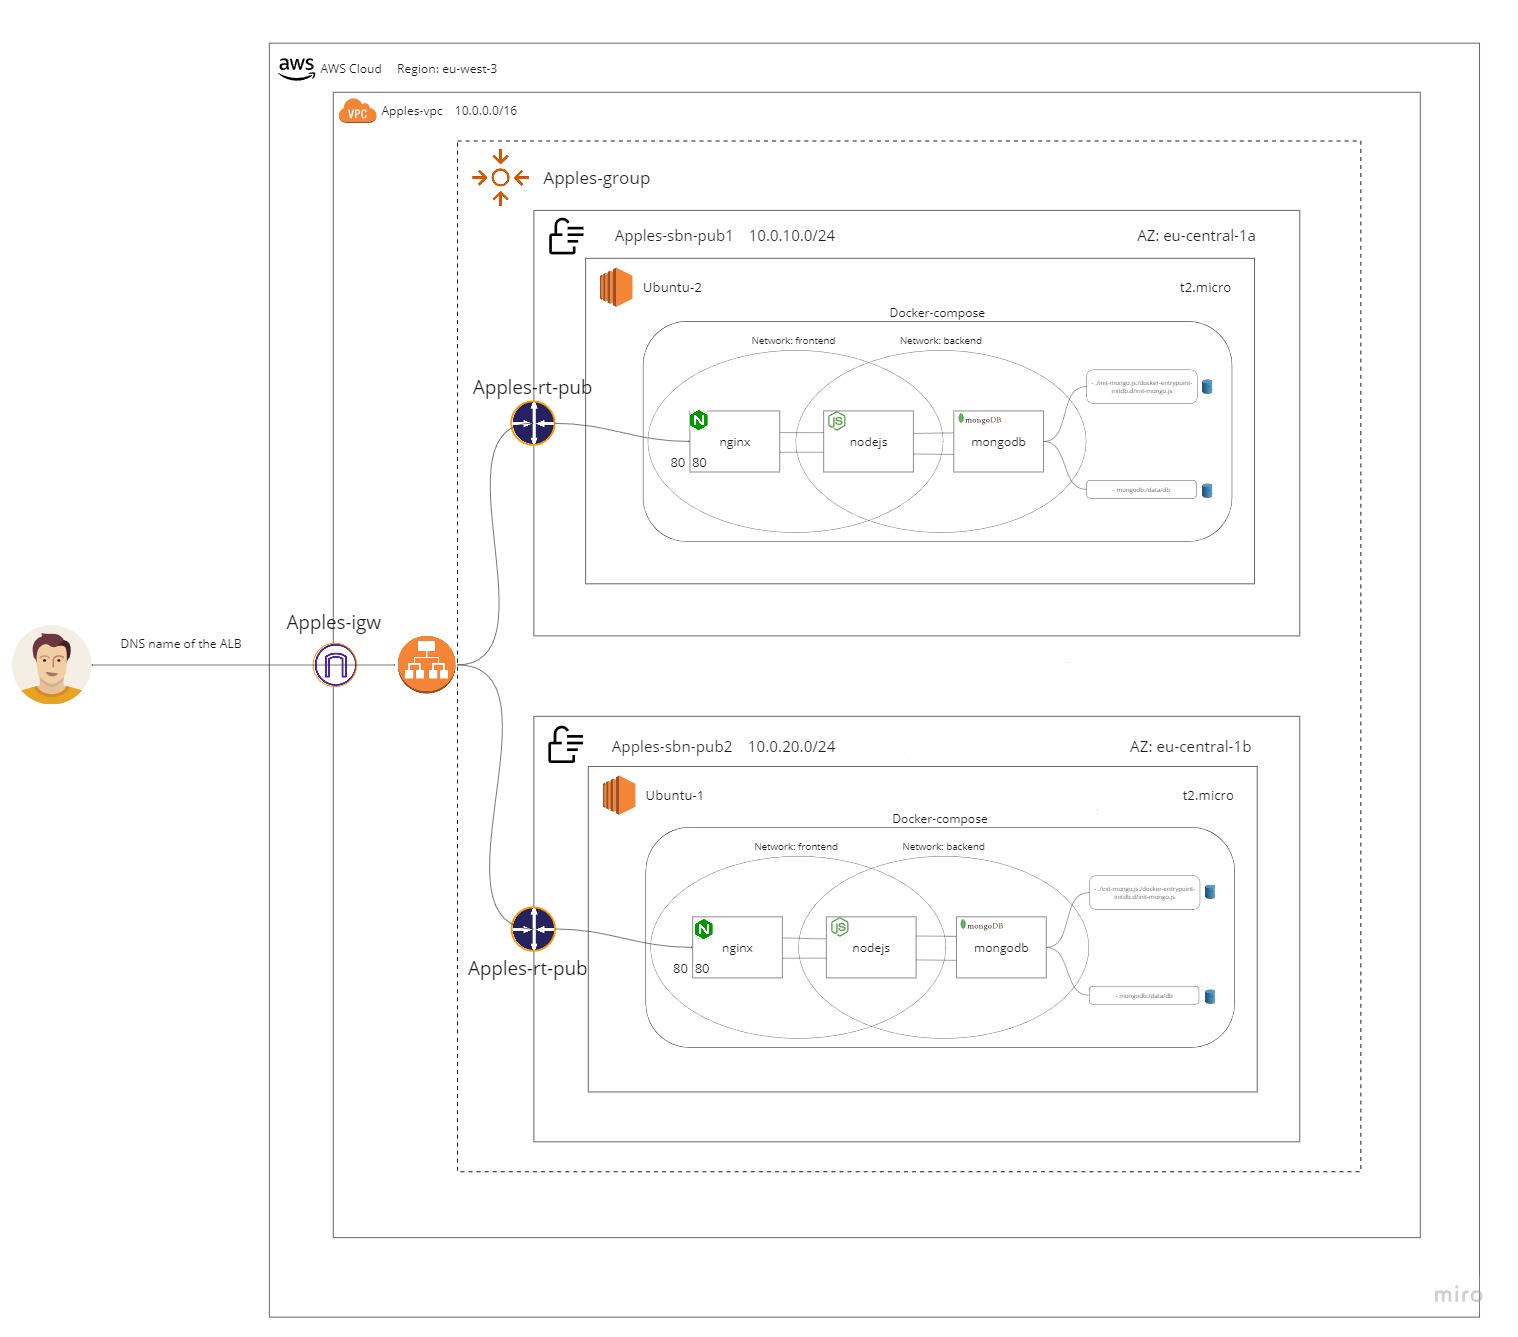 aws AWS Cloud Region: eu-west-3
VPC Apples-vpc 10.0.0.0/16
Apples-group
Apples-sbn-pub1 10.0.10.0/24 AZ: eu-central-1a
Ubuntu-2 t2.micro
Docker-compose
Network: frontend Network: backend
- ./init-mongo.js:/docker-entrypoint-
initdb.d/init-mongo.js
Apples-rt-pub
N JS mongoDB
nginx nodejs mongodb
80 80
- mongodb:/data/db
Apples-igw
DNS name of the ALB
Apples-sbn-pub2 10.0.20.0/24 AZ: eu-central-1b
Ubuntu-1 t2.micro
Docker-compose
Network: frontend Network: backend
- ./init-mongo.js:/docker-entrypoint-
initdb.d/init-mongo.js
N JS mongoDB
nginx nodejs mongodb
80 80
Apples-rt-pub
- mongodb:/data/db
miro